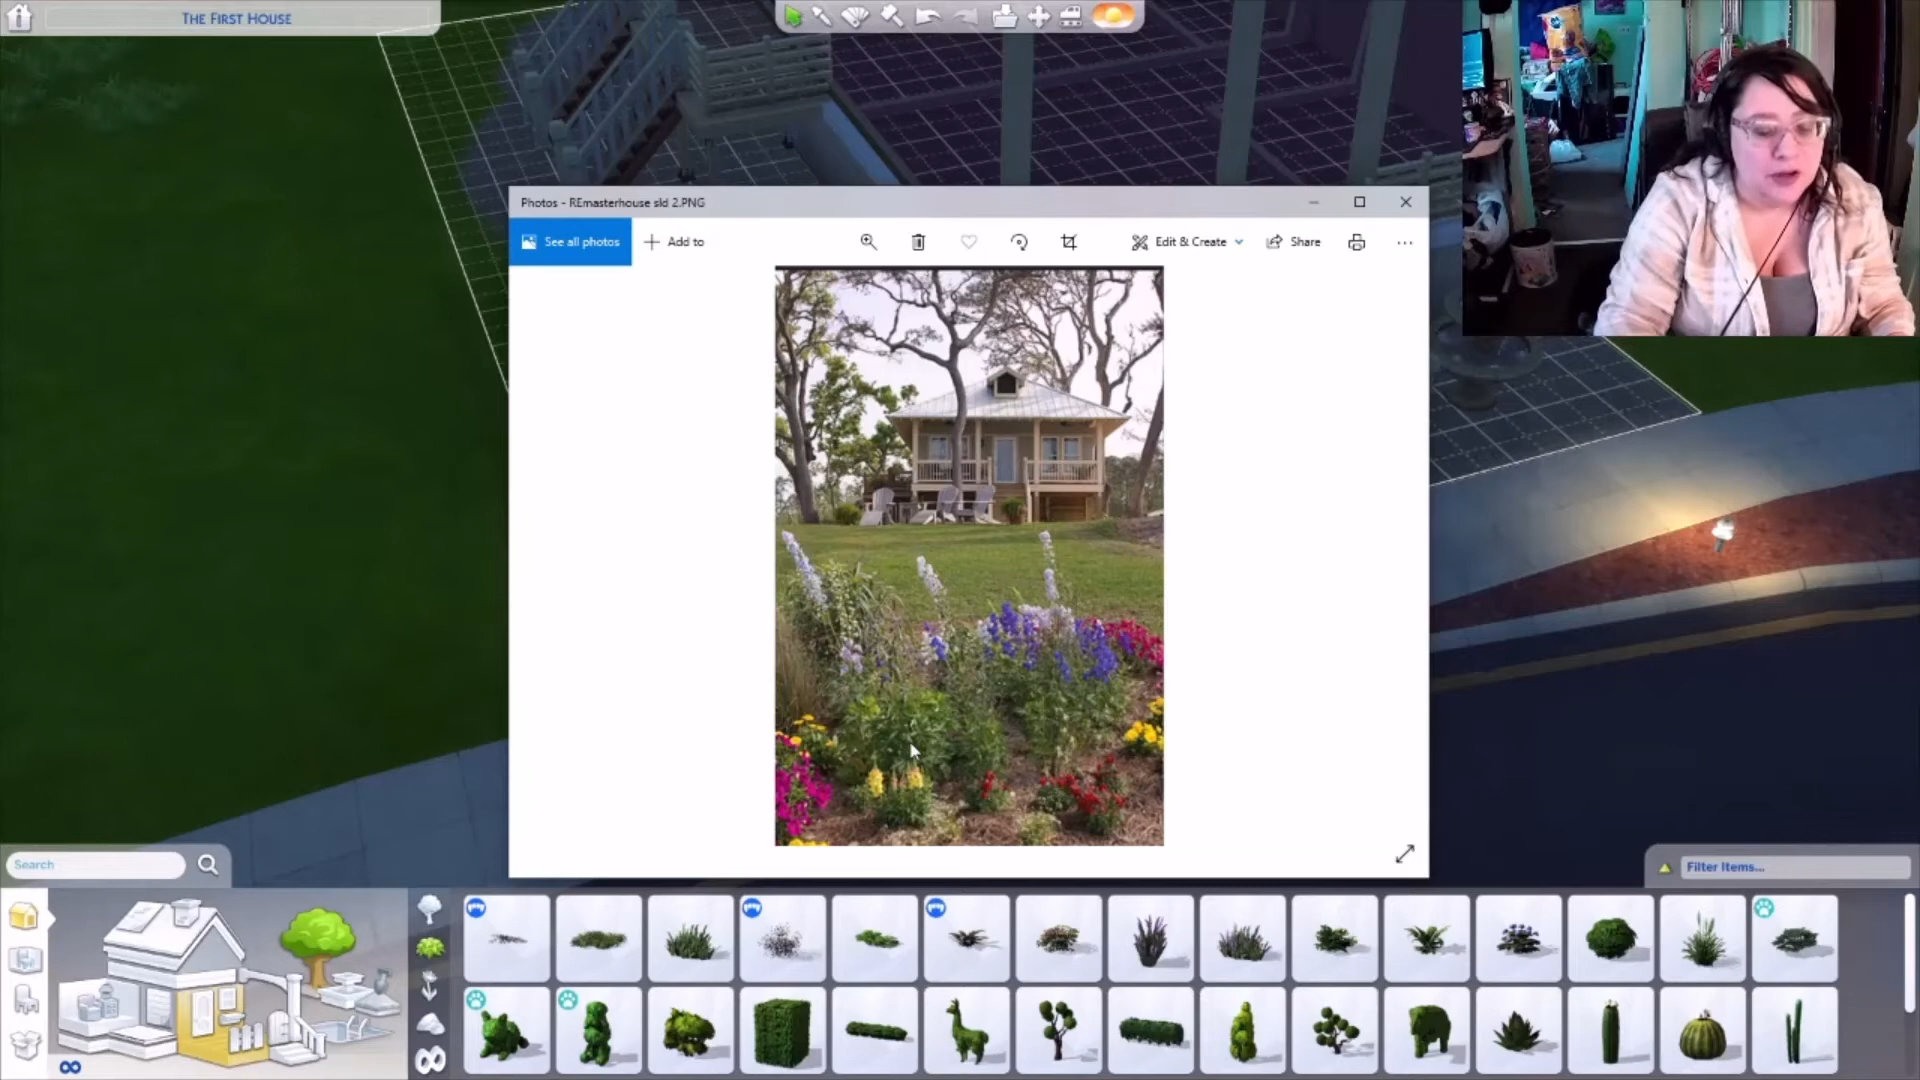 THE FIRST HOUSE
Photos - REmasterhouse sld 2.PNG
See all photos
Add to
Edit & Create
Share
Search
Filter Items...